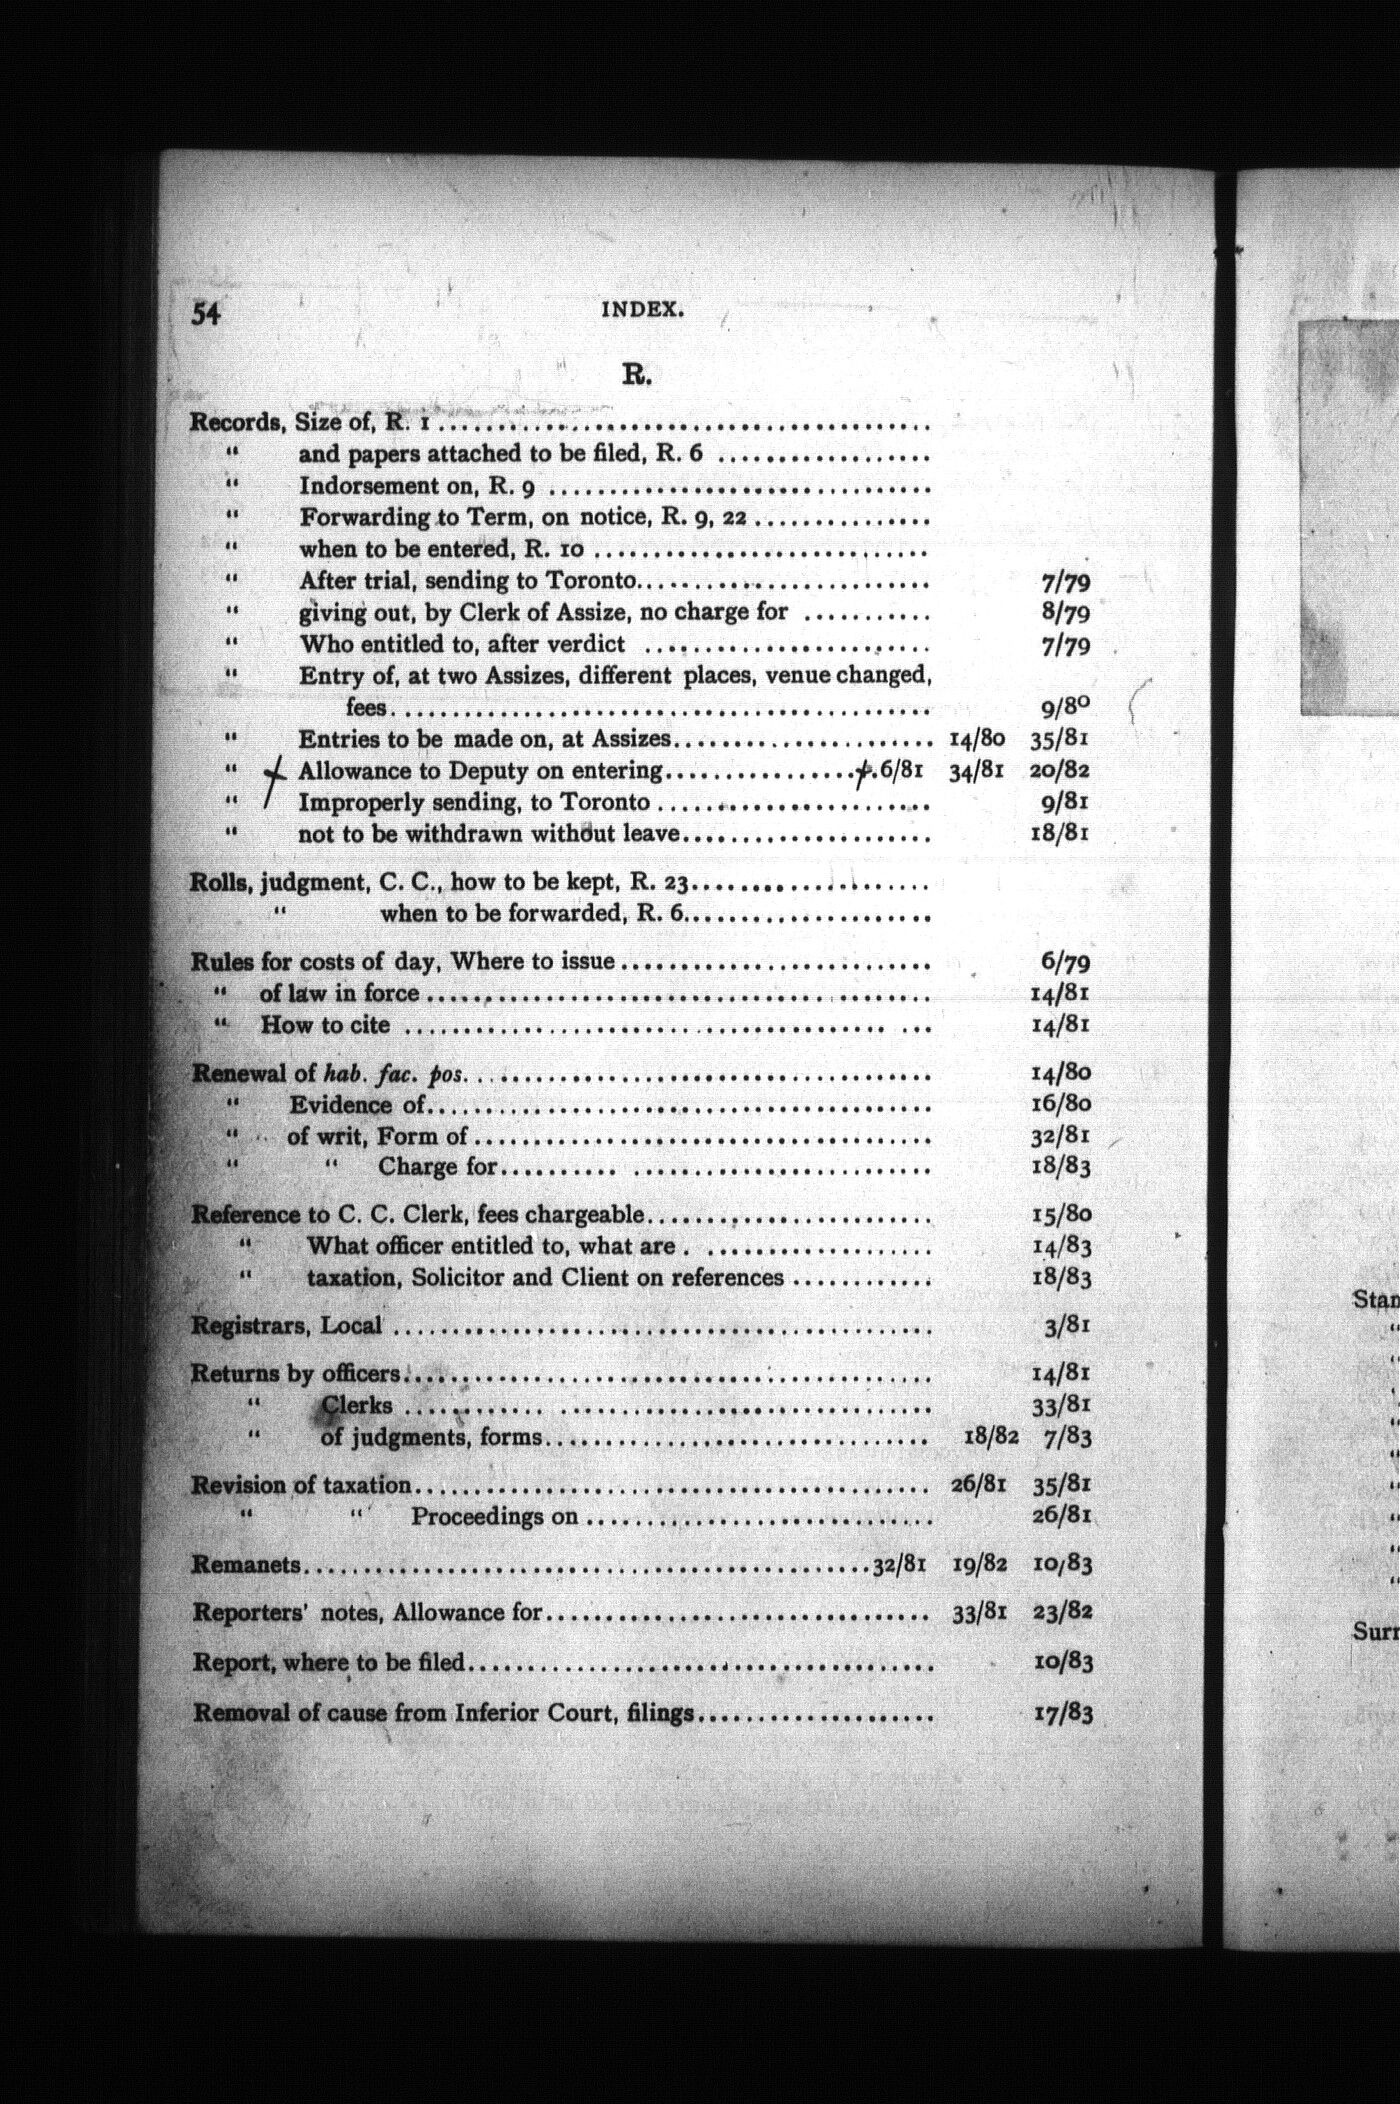 54 INDEX.
R.
Records, Size of, R. 1 ........................................
“ and papers attached to be filed, R. 6 ..................
“ Indorsement on, R. 9 ................................
“ Forwarding to Term, on notice, R. 9, 22 ...............
“ when to be entered, R. 10 ............................
“ After trial, sending to Toronto......................... 7/79
“ giving out, by Clerk of Assize, no charge for ........... 8/79
“ Who entitled to, after verdict ........................ 7/79
“ Entry of, at two Assizes, different places, venue changed,
fees............................................. 9/80
“ Entries to be made on, at Assizes...................... 14/80 35/81
“ Allowance to Deputy on entering..................6/81 34/81 20/82
“ Improperly sending, to Toronto ....................... 9/81
“ not to be withdrawn without leave..................... 18/81
Rolls, judgment, C. C., how to be kept, R. 23....................
“ when to be forwarded, R. 6.....................
Rules for costs of day, Where to issue.......................... 6/79
“ of law in force.......................................... 14/81
“ How to cite ........................................ ... 14/81
Renewal of hab. fac. pos....................................... 14/80
“ Evidence of.......................................... 16/80
“ of writ, Form of...................................... 32/81
“ “ Charge for.......... ......................... 18/83
Reference to C. C. Clerk, fees chargeable........................ 15/80
“ What officer entitled to, what are . ................... 14/83
“ taxation, Solicitor and Client on references ............ 18/83
Registrars, Local ............................................. 3/81
Returns by officers............................................ 14/81
“ Clerks ............ ............................... 33/81
“ of judgments, forms................................ 18/82 7/83
Revision of taxation........................................... 26/81 35/81
“ “ Proceedings on ............................. 26/81
Remanets...............................................32/81 19/82 10/83
Reporters' notes, Allowance for................................ 33/81 23/82
Report, where to be filed....................................... 10/83
Removal of cause from Inferior Court, filings.................... 17/83
Stan
“
“
“
“
“
“
“
“
“
Surr